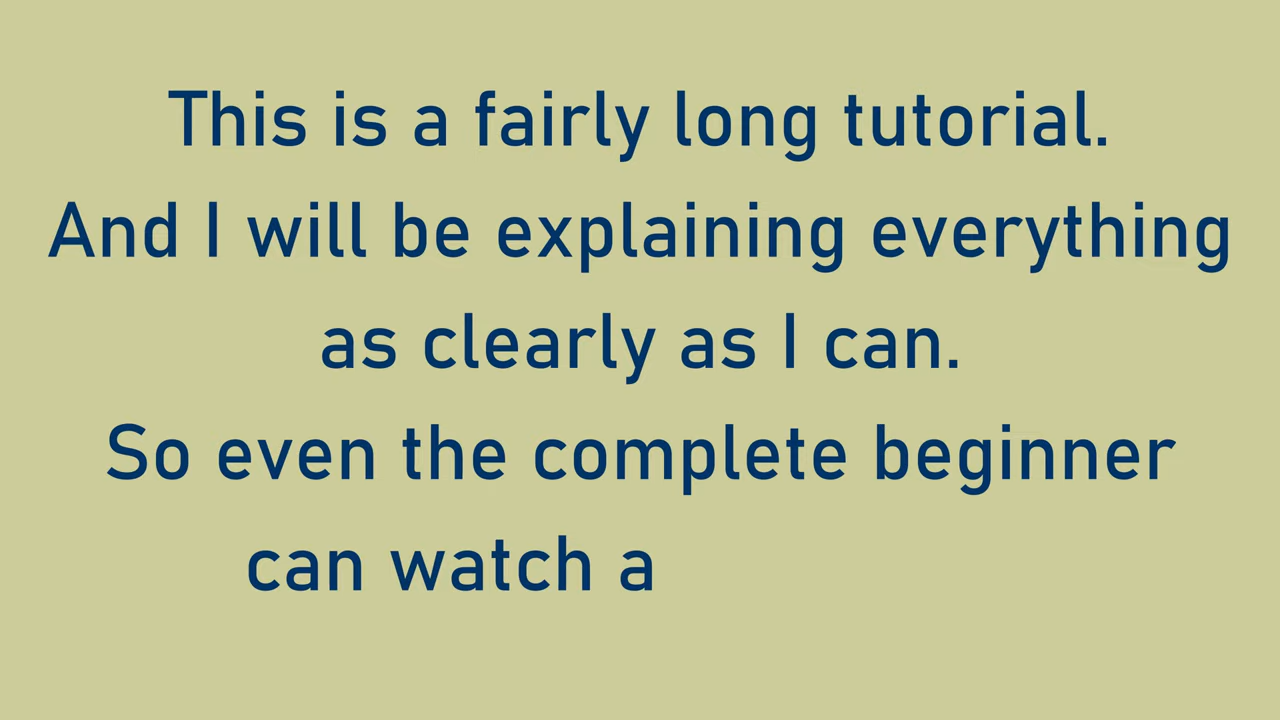 This is a fairly long tutorial.
And I will be explaining everything
as clearly as I can.
So even the complete beginner
can watch a